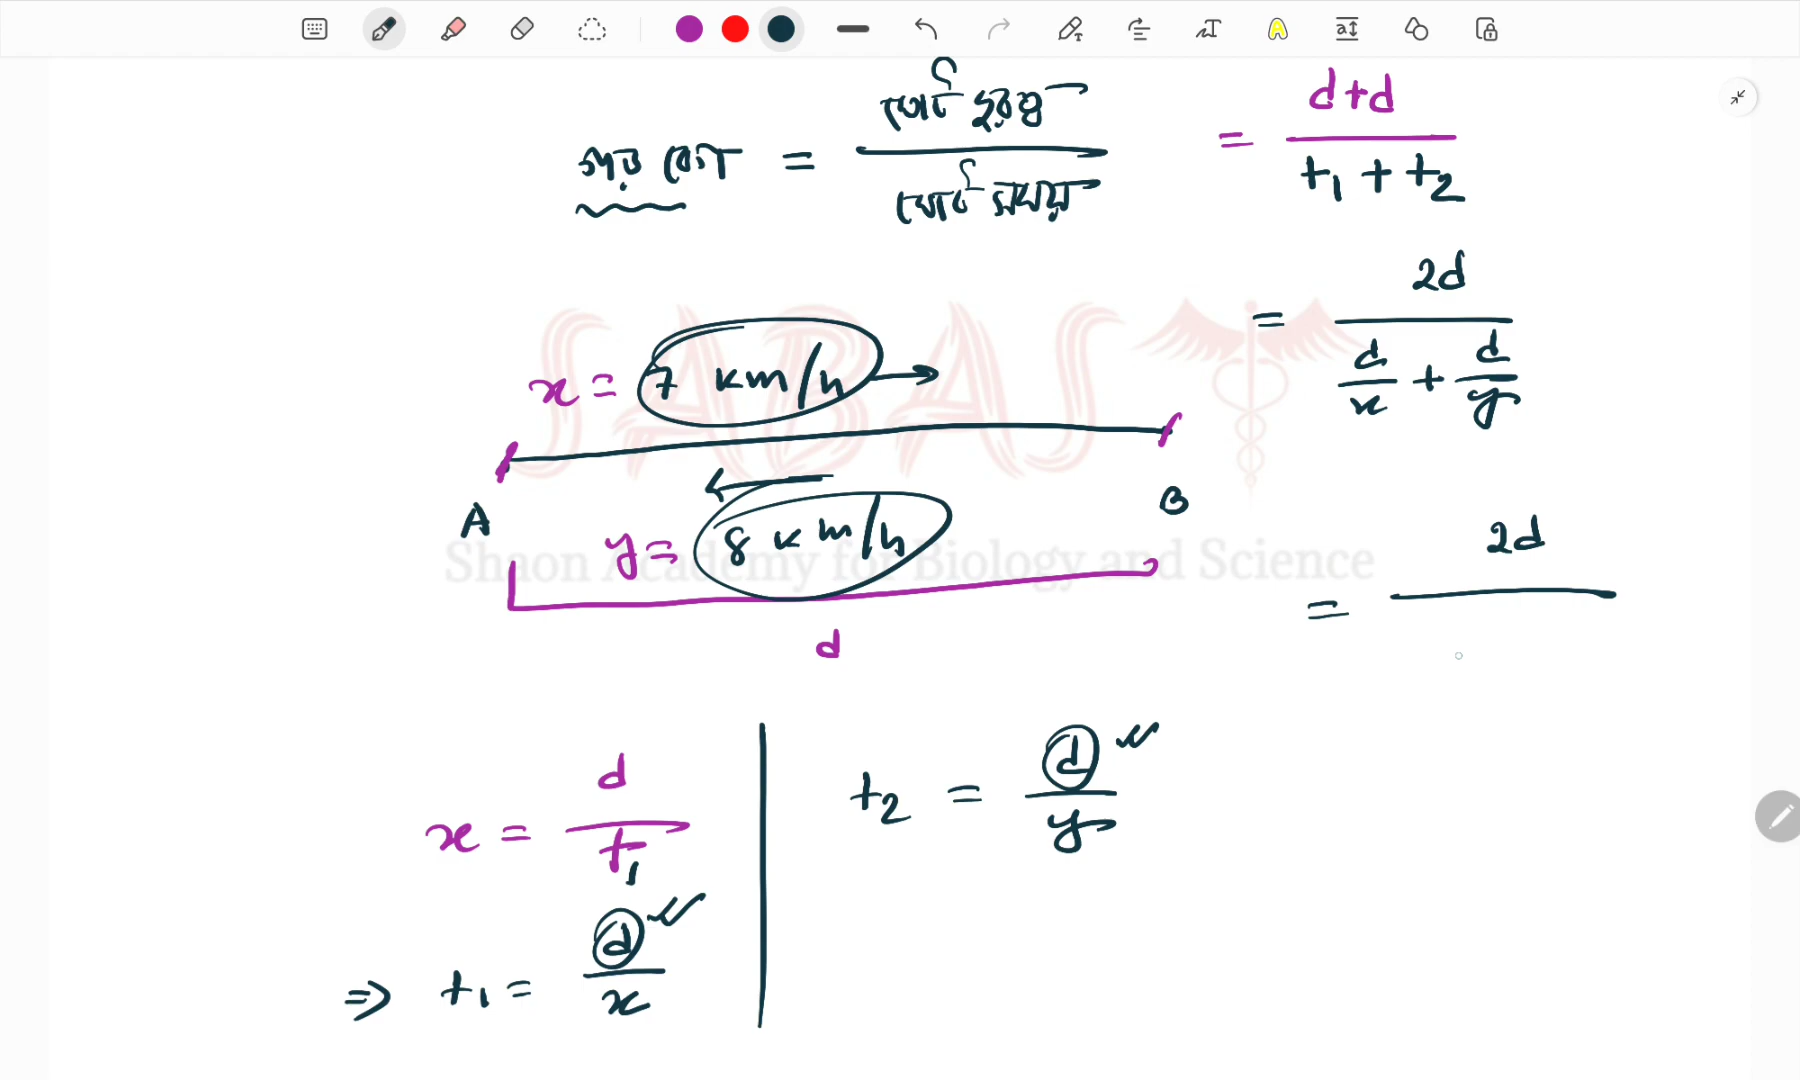 গড় বেগ = মোট দূরত্ব / মোট সময় = d+d / t₁ + t₂
= 2d / (d/x + d/y)
x = 7 km/h →
←
A B
y = 8 km/h
d
= 2d /
x = d / t₁
⇒ t₁ = d / x
t₂ = d / y
SABAS
Shaon Academy for Biology and Science